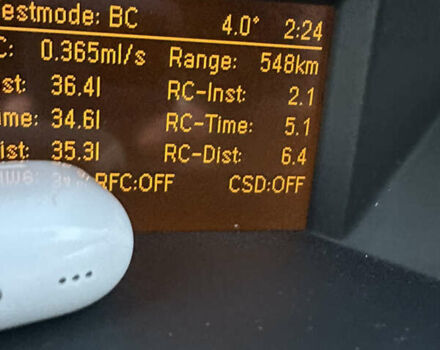 estmode: BC 4.0° 2:24
C: 0.365ml/s Range: 548km
st: 36.4l RC-Inst: 2.1
me: 34.6l RC-Time: 5.1
ist: 35.3l RC-Dist: 6.4
RFC:OFF CSD:OFF